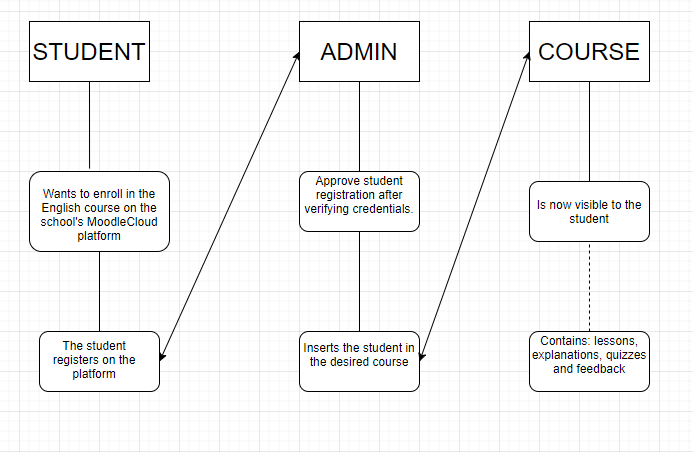 STUDENT
Wants to enroll in the
English course on the
school's MoodleCloud
platform
The student
registers on the
platform
ADMIN
Approve student
registration after
verifying credentials.
Inserts the student in
the desired course
COURSE
Is now visible to the
student
Contains: lessons,
explanations, quizzes
and feedback